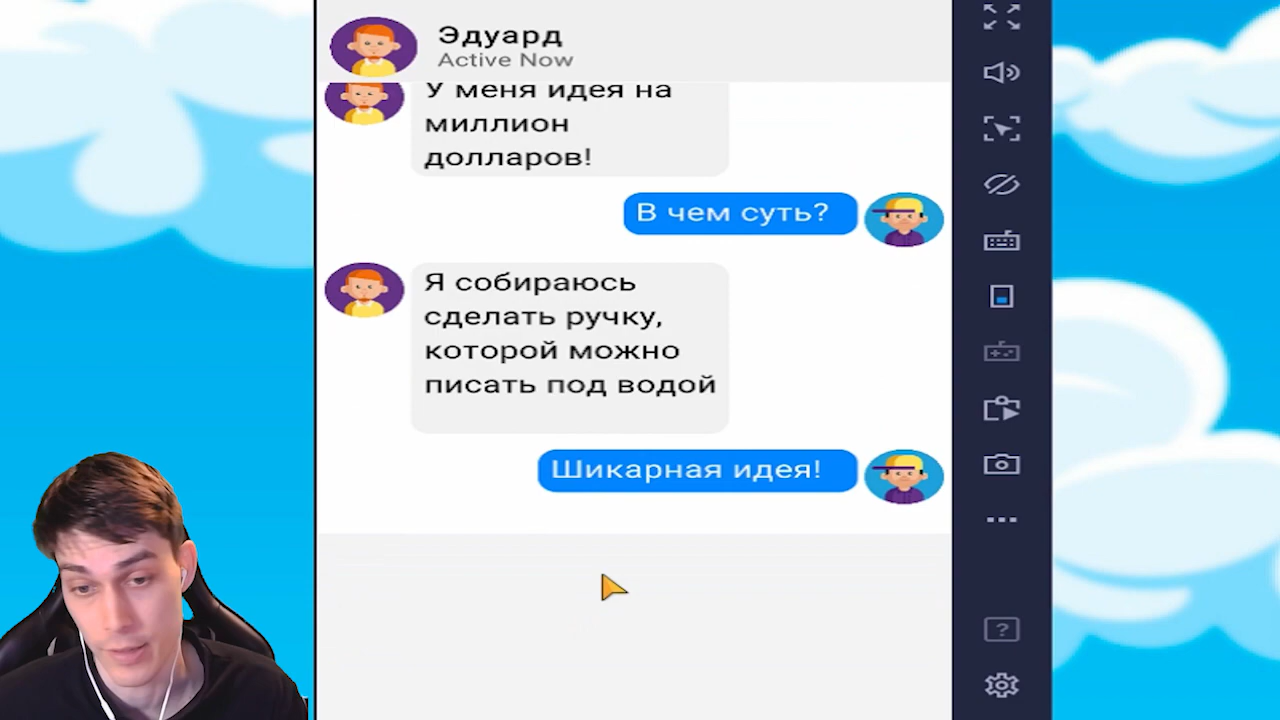 Эдуард
Active Now
У меня идея на
миллион
долларов!
В чем суть?
Я собираюсь
сделать ручку,
которой можно
писать под водой
Шикарная идея!
?